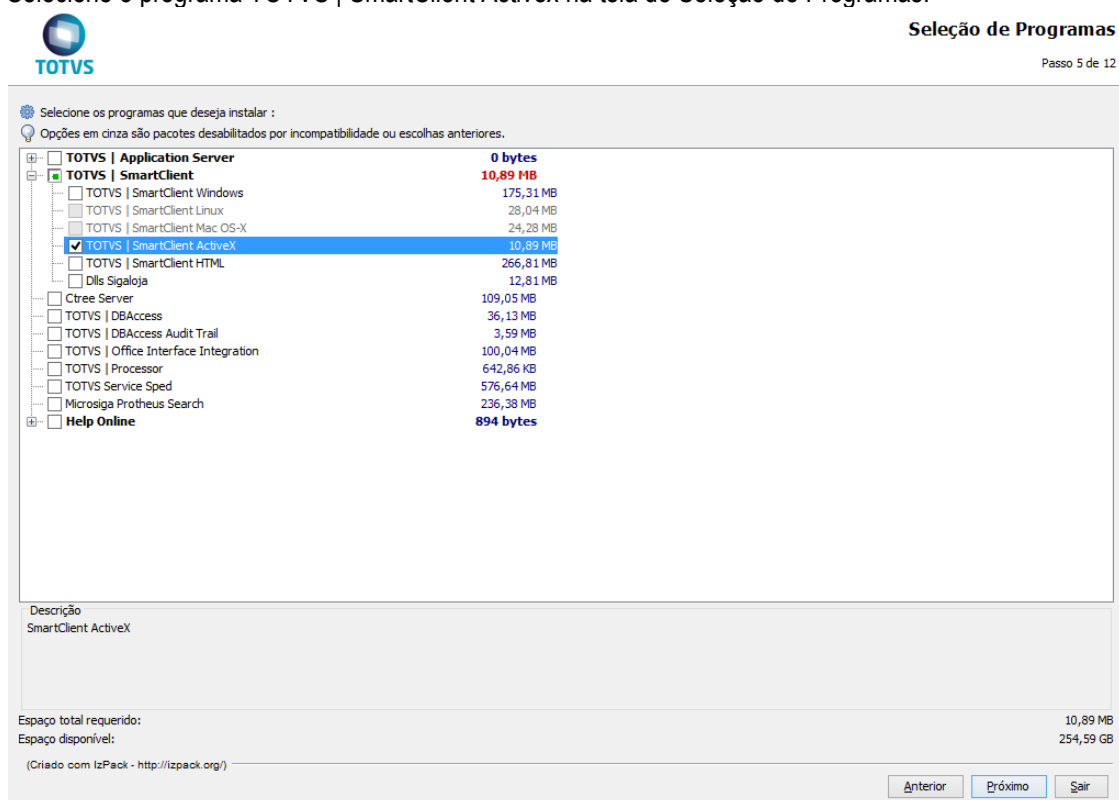 Selecione o programa TOTVS | SmartClient ActiveX na tela de Seleção de Programas.
TOTVS
Seleção de Programas
Passo 5 de 12
Selecione os programas que deseja instalar :
Opções em cinza são pacotes desabilitados por incompatibilidade ou escolhas anteriores.
TOTVS | Application Server 0 bytes
TOTVS | SmartClient 10,89 MB
TOTVS | SmartClient Windows 175,31 MB
TOTVS | SmartClient Linux 28,04 MB
TOTVS | SmartClient Mac OS-X 24,28 MB
TOTVS | SmartClient ActiveX 10,89 MB
TOTVS | SmartClient HTML 266,81 MB
Dlls Sigaloja 12,81 MB
Ctree Server 109,05 MB
TOTVS | DBAccess 36,13 MB
TOTVS | DBAccess Audit Trail 3,59 MB
TOTVS | Office Interface Integration 100,04 MB
TOTVS | Processor 642,86 KB
TOTVS Service Sped 576,64 MB
Microsiga Protheus Search 236,38 MB
Help Online 894 bytes
Descrição
SmartClient ActiveX
Espaço total requerido: 10,89 MB
Espaço disponível: 254,59 GB
(Criado com IzPack - http://izpack.org/)
Anterior Próximo Sair